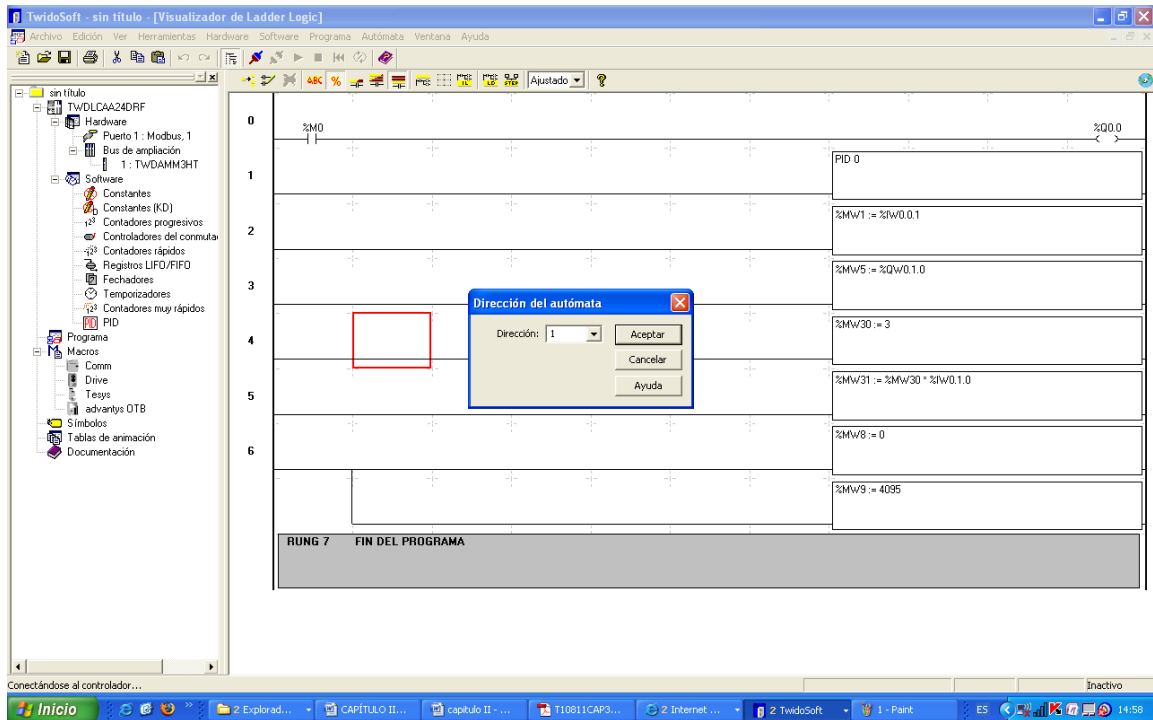 TwidoSoft - sin título - [Visualizador de Ladder Logic]
Archivo Edición Ver Herramientas Hardware Software Programa Autómata Ventana Ayuda
ABC % IL LD STEP Ajustado
sin título
TWDLCAA24DRF
Hardware
Puerto 1 : Modbus, 1
Bus de ampliación
1 : TWDAMM3HT
Software
Constantes
Constantes (KD)
Contadores progresivos
Controladores del conmuta
Contadores rápidos
Registros LIFO/FIFO
Fechadores
Temporizadores
Contadores muy rápidos
PID
Programa
Macros
Comm
Drive
Tesys
advantys OTB
Símbolos
Tablas de animación
Documentación
0
%M0
%Q0.0
1
PID 0
2
%MW1 := %IW0.0.1
3
%MW5 := %QW0.1.0
4
%MW30 := 3
5
%MW31 := %MW30 * %IW0.1.0
6
%MW8 := 0
%MW9 := 4095
RUNG 7 FIN DEL PROGRAMA
Dirección del autómata
Dirección: 1
Aceptar
Cancelar
Ayuda
Conectándose al controlador...
Inactivo
Inicio
2 Explorad...
CAPÍTULO II...
capitulo II - ...
T10811CAP3...
2 Internet ...
2 TwidoSoft
1 - Paint
ES
14:58